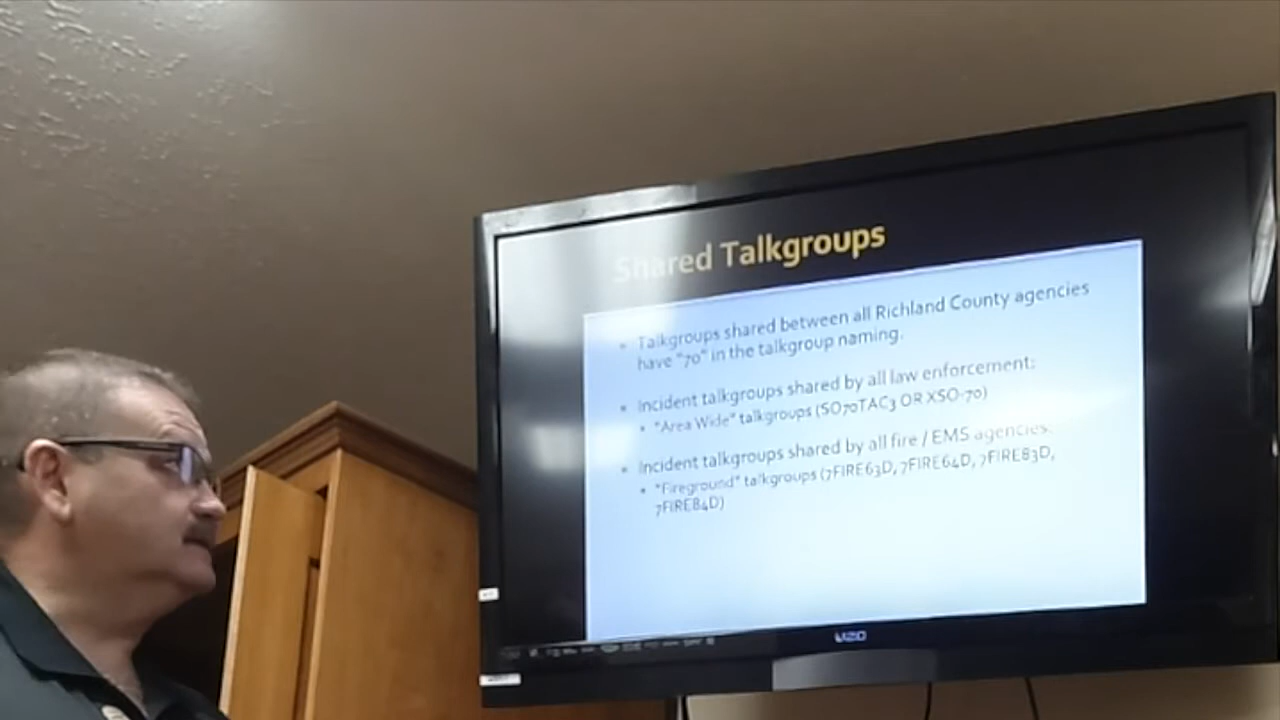 Shared Talkgroups
Talkgroups shared between all Richland County agencies
have "70" in the talkgroup naming.
Incident talkgroups shared by all law enforcement:
"Area Wide" talkgroups (SO70TAC3 OR XSO-70)
Incident talkgroups shared by all fire / EMS agencies:
"Fireground" talkgroups (7FIRE63D, 7FIRE64D, 7FIRE83D,
7FIRE84D)
VIZIO